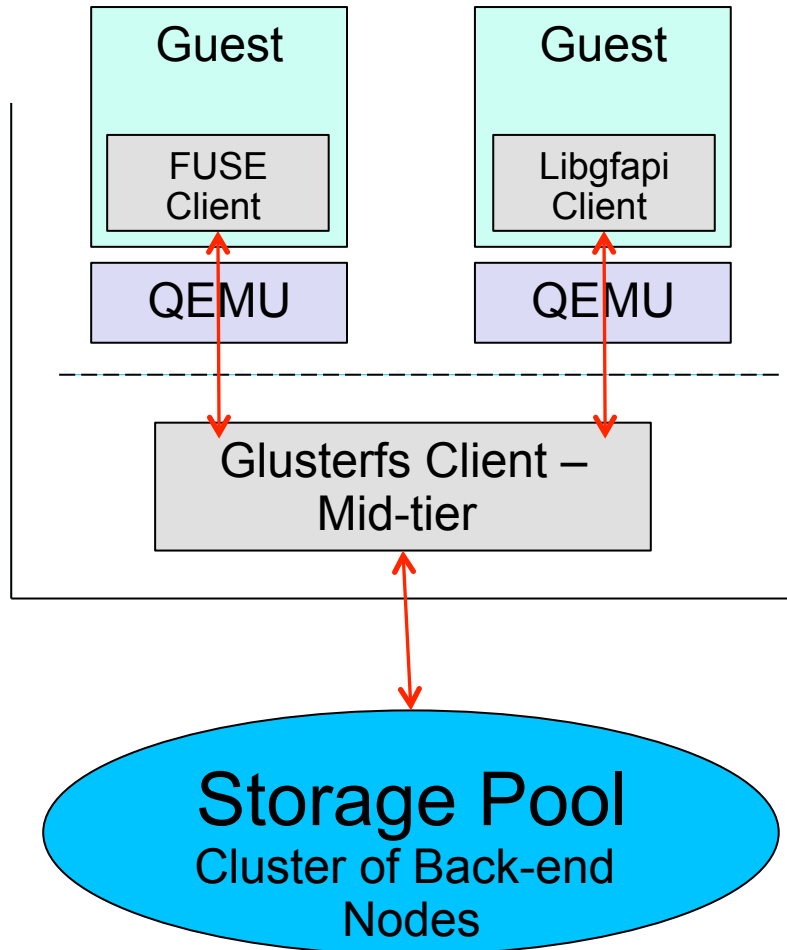 Guest
Guest
FUSE
Client
Libgfapi
Client
QEMU
QEMU
Glusterfs Client –
Mid-tier
Storage Pool
Cluster of Back-end
Nodes